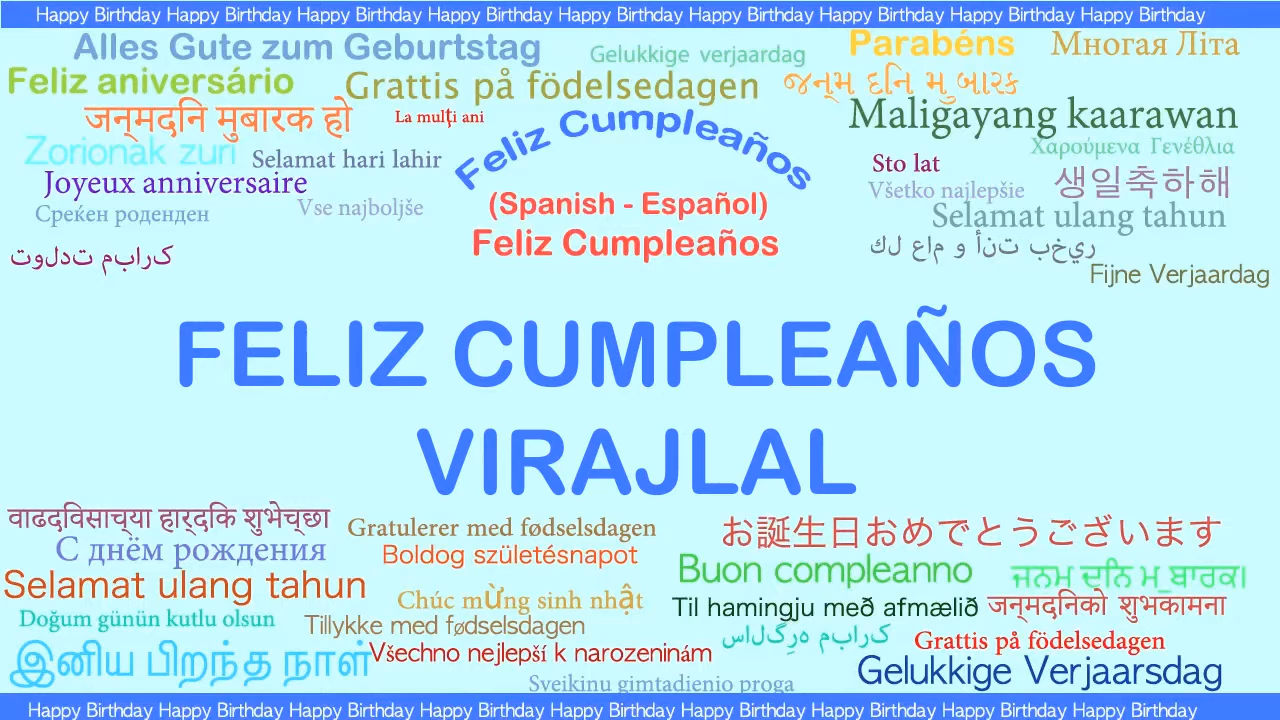 Happy Birthday Happy Birthday Happy Birthday Happy Birthday Happy Birthday Happy Birthday Happy Birthday Happy Birthday Happy Birthday
Alles Gute zum Geburtstag
Gelukkige verjaardag
Parabéns
Многая Літа
Feliz aniversário
Grattis på födelsedagen
જન્મ દિન મુબારક
जन्मदिन मुबारक हो
La mulţi ani
Feliz Cumpleaños
Maligayang kaarawan
Zorionak zuri
Selamat hari lahir
Sto lat
Χαρούμενα Γενέθλια
Joyeux anniversaire
(Spanish - Español)
Všetko najlepšie
생일축하해
Среќен роденден
Vse najboljše
Selamat ulang tahun
تولدت مبارک
Feliz Cumpleaños
كل عام و أنت بخير
Fijne Verjaardag
FELIZ CUMPLEAÑOS
VIRAJLAL
वाढदिवसाच्या हार्दिक शुभेच्छा
Gratulerer med fødselsdagen
お誕生日おめでとうございます
С днём рождения
Boldog születésnapot
Buon compleanno
ਜਨਮ ਦਿਨ ਮੁਬਾਰਕ।
Selamat ulang tahun
Chúc mừng sinh nhật
Til hamingju með afmælið
जन्मदिनको शुभकामना
Doğum günün kutlu olsun
Tillykke med fødselsdagen
سالگرہ مبارک
Grattis på födelsedagen
இனிய பிறந்த நாள்
Všechno nejlepší k narozeninám
Gelukkige Verjaarsdag
Sveikinu gimtadienio proga
Happy Birthday Happy Birthday Happy Birthday Happy Birthday Happy Birthday Happy Birthday Happy Birthday Happy Birthday Happy Birthday